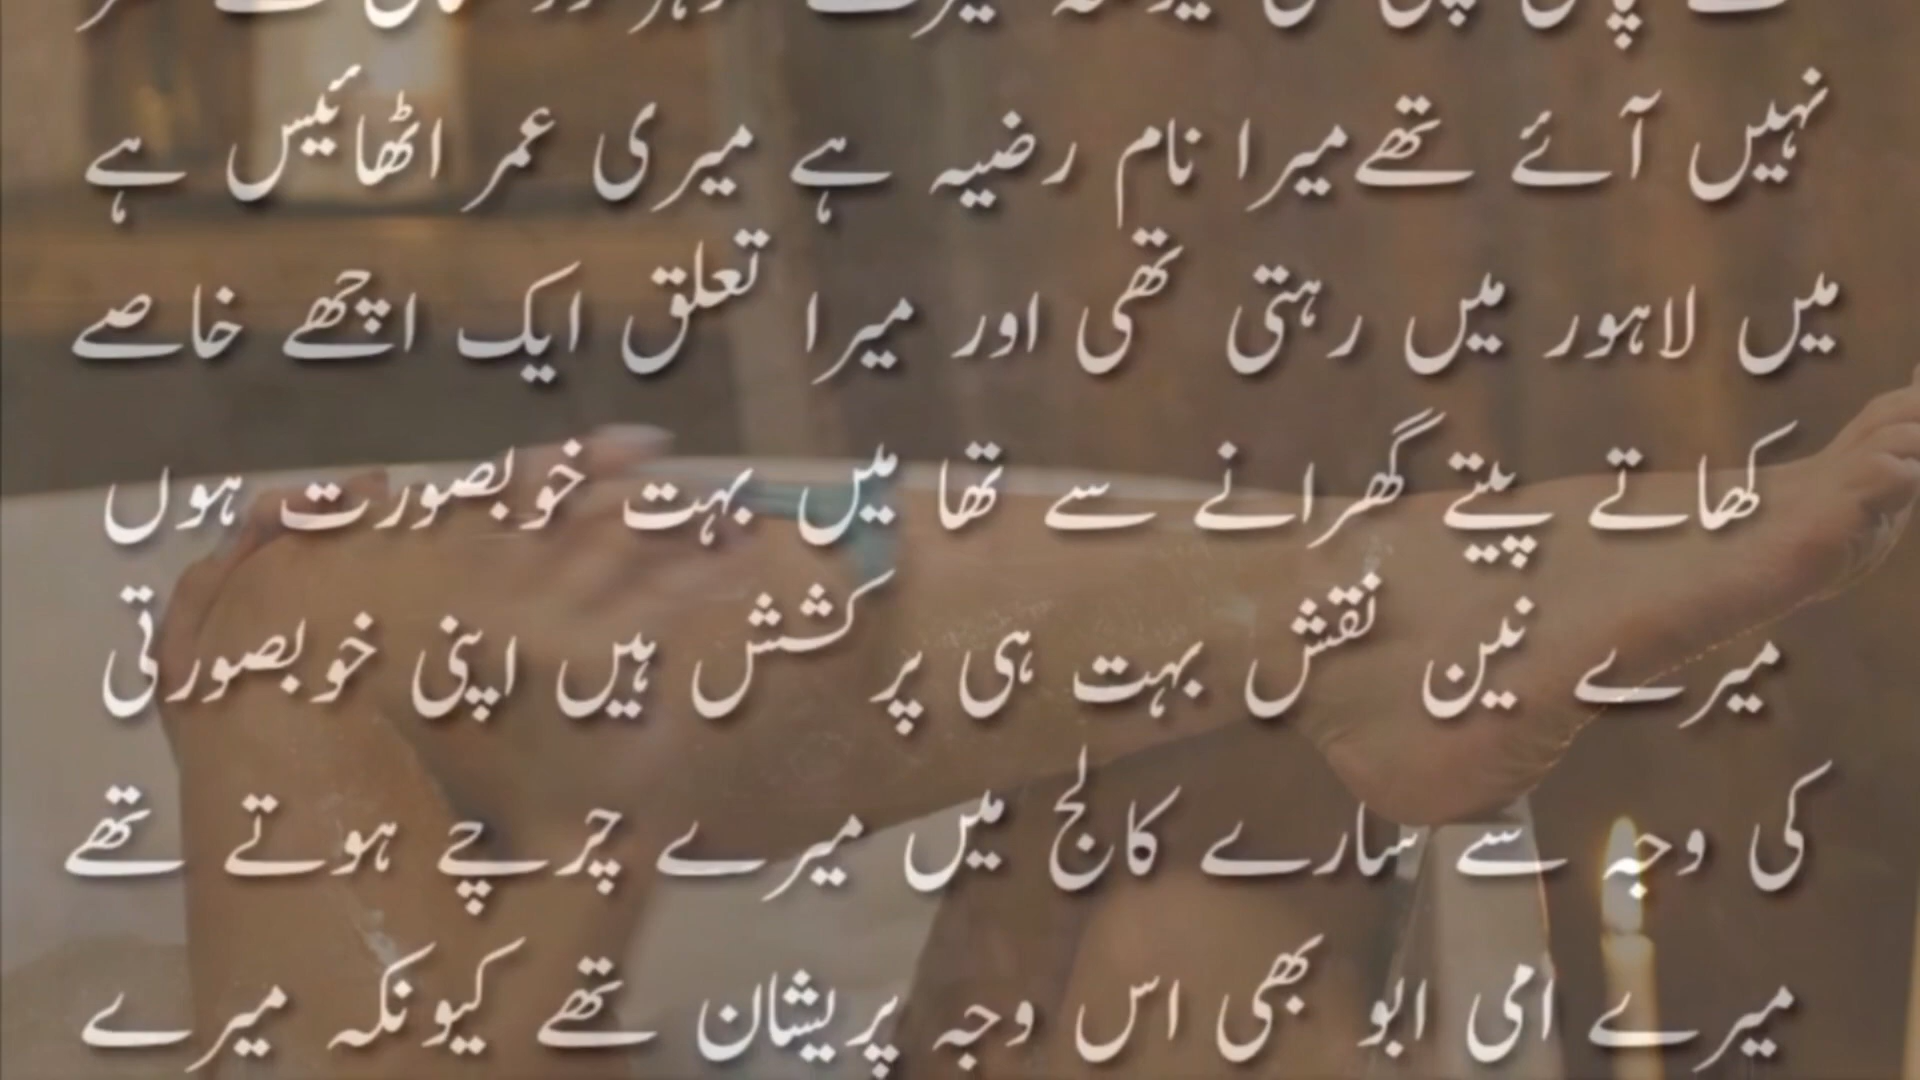 نہیں آئے تھے میرا نام رضیہ ہے میری عمر اٹھائیس ہے
میں لاہور میں رہتی تھی اور میرا تعلق ایک اچھے خاصے
کھاتے پیتے گھرانے سے تھا میں بہت خوبصورت ہوں
میرے نین نقش بہت ہی پر کشش ہیں اپنی خوبصورتی
کی وجہ سے سارے کالج میں میرے چرچے ہوتے تھے
میرے امی ابو بھی اس وجہ پریشان تھے کیونکہ میرے